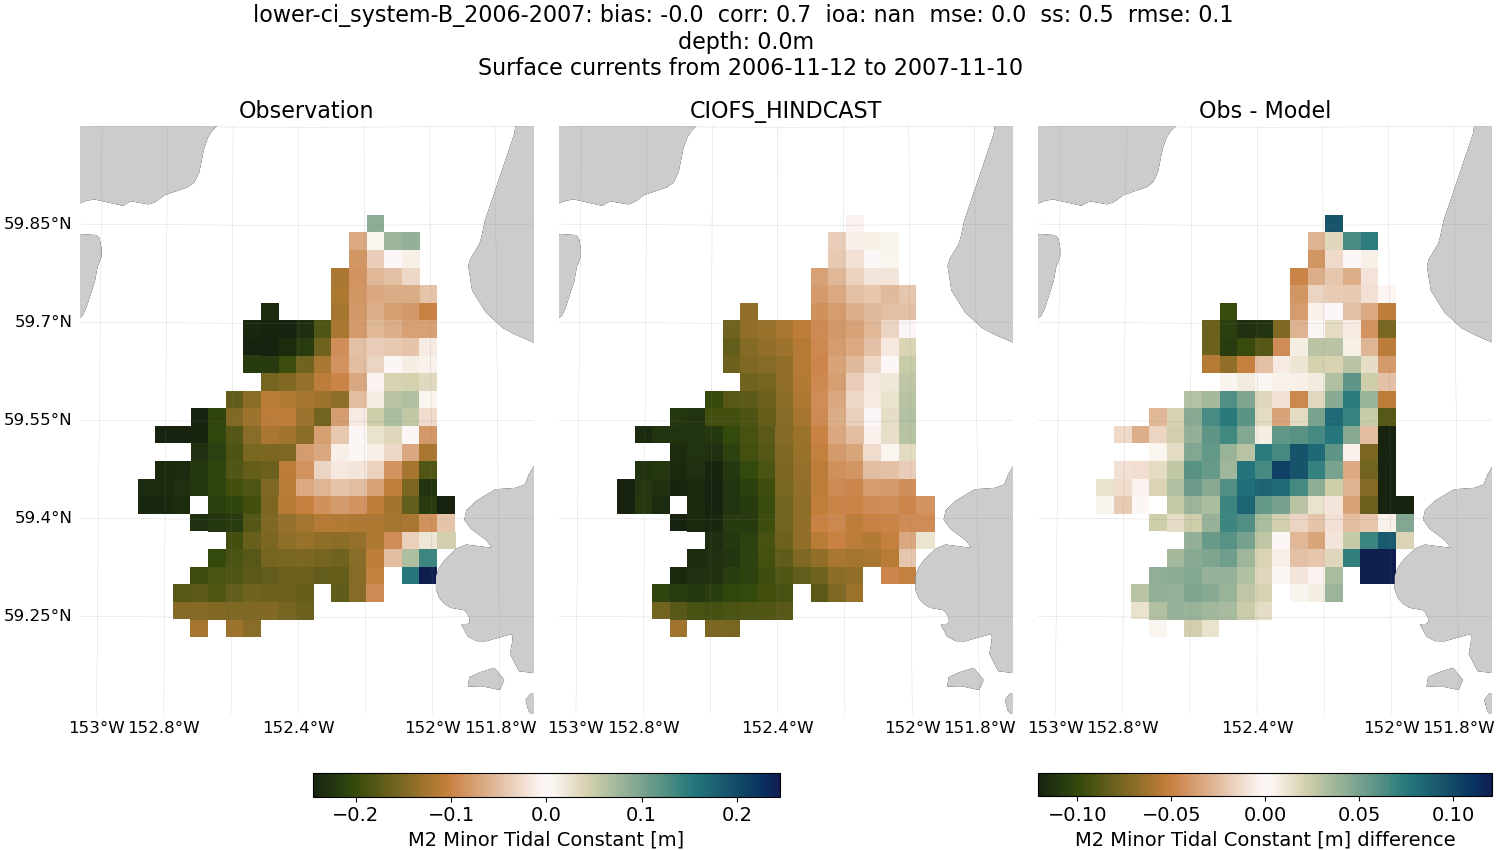 lower-ci_system-B_2006-2007: bias: -0.0  corr: 0.7  ioa: nan  mse: 0.0  ss: 0.5  rmse: 0.1
depth: 0.0m
Surface currents from 2006-11-12 to 2007-11-10
Observation
CIOFS_HINDCAST
Obs - Model
59.85°N
59.7°N
59.55°N
59.4°N
59.25°N
153°W 152.8°W 152.4°W 152°W 151.8°W
153°W 152.8°W 152.4°W 152°W 151.8°W
153°W 152.8°W 152.4°W 152°W 151.8°W
−0.2 −0.1 0.0 0.1 0.2
M2 Minor Tidal Constant [m]
−0.10 −0.05 0.00 0.05 0.10
M2 Minor Tidal Constant [m] difference